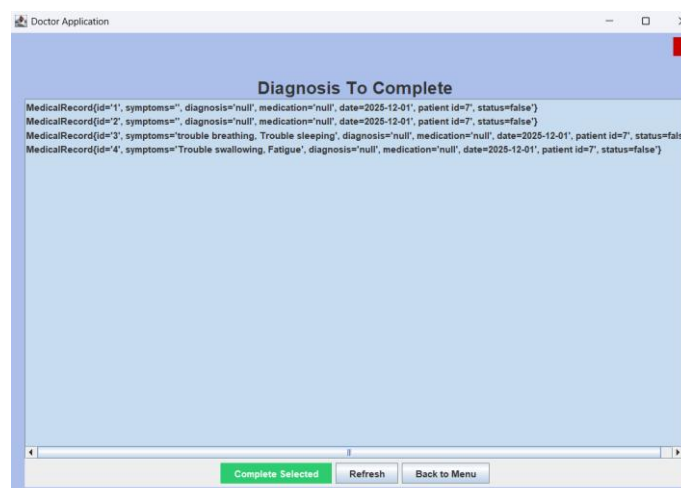 Doctor Application
Diagnosis To Complete
MedicalRecord{id='1', symptoms='', diagnosis='null', medication='null', date=2025-12-01', patient id=7', status=false'}
MedicalRecord{id='2', symptoms='', diagnosis='null', medication='null', date=2025-12-01', patient id=7', status=false'}
MedicalRecord{id='3', symptoms='trouble breathing, Trouble sleeping', diagnosis='null', medication='null', date=2025-12-01', patient id=7', status=fals
MedicalRecord{id='4', symptoms='Trouble swallowing, Fatigue', diagnosis='null', medication='null', date=2025-12-01', patient id=7', status=false'}
Complete Selected Refresh Back to Menu